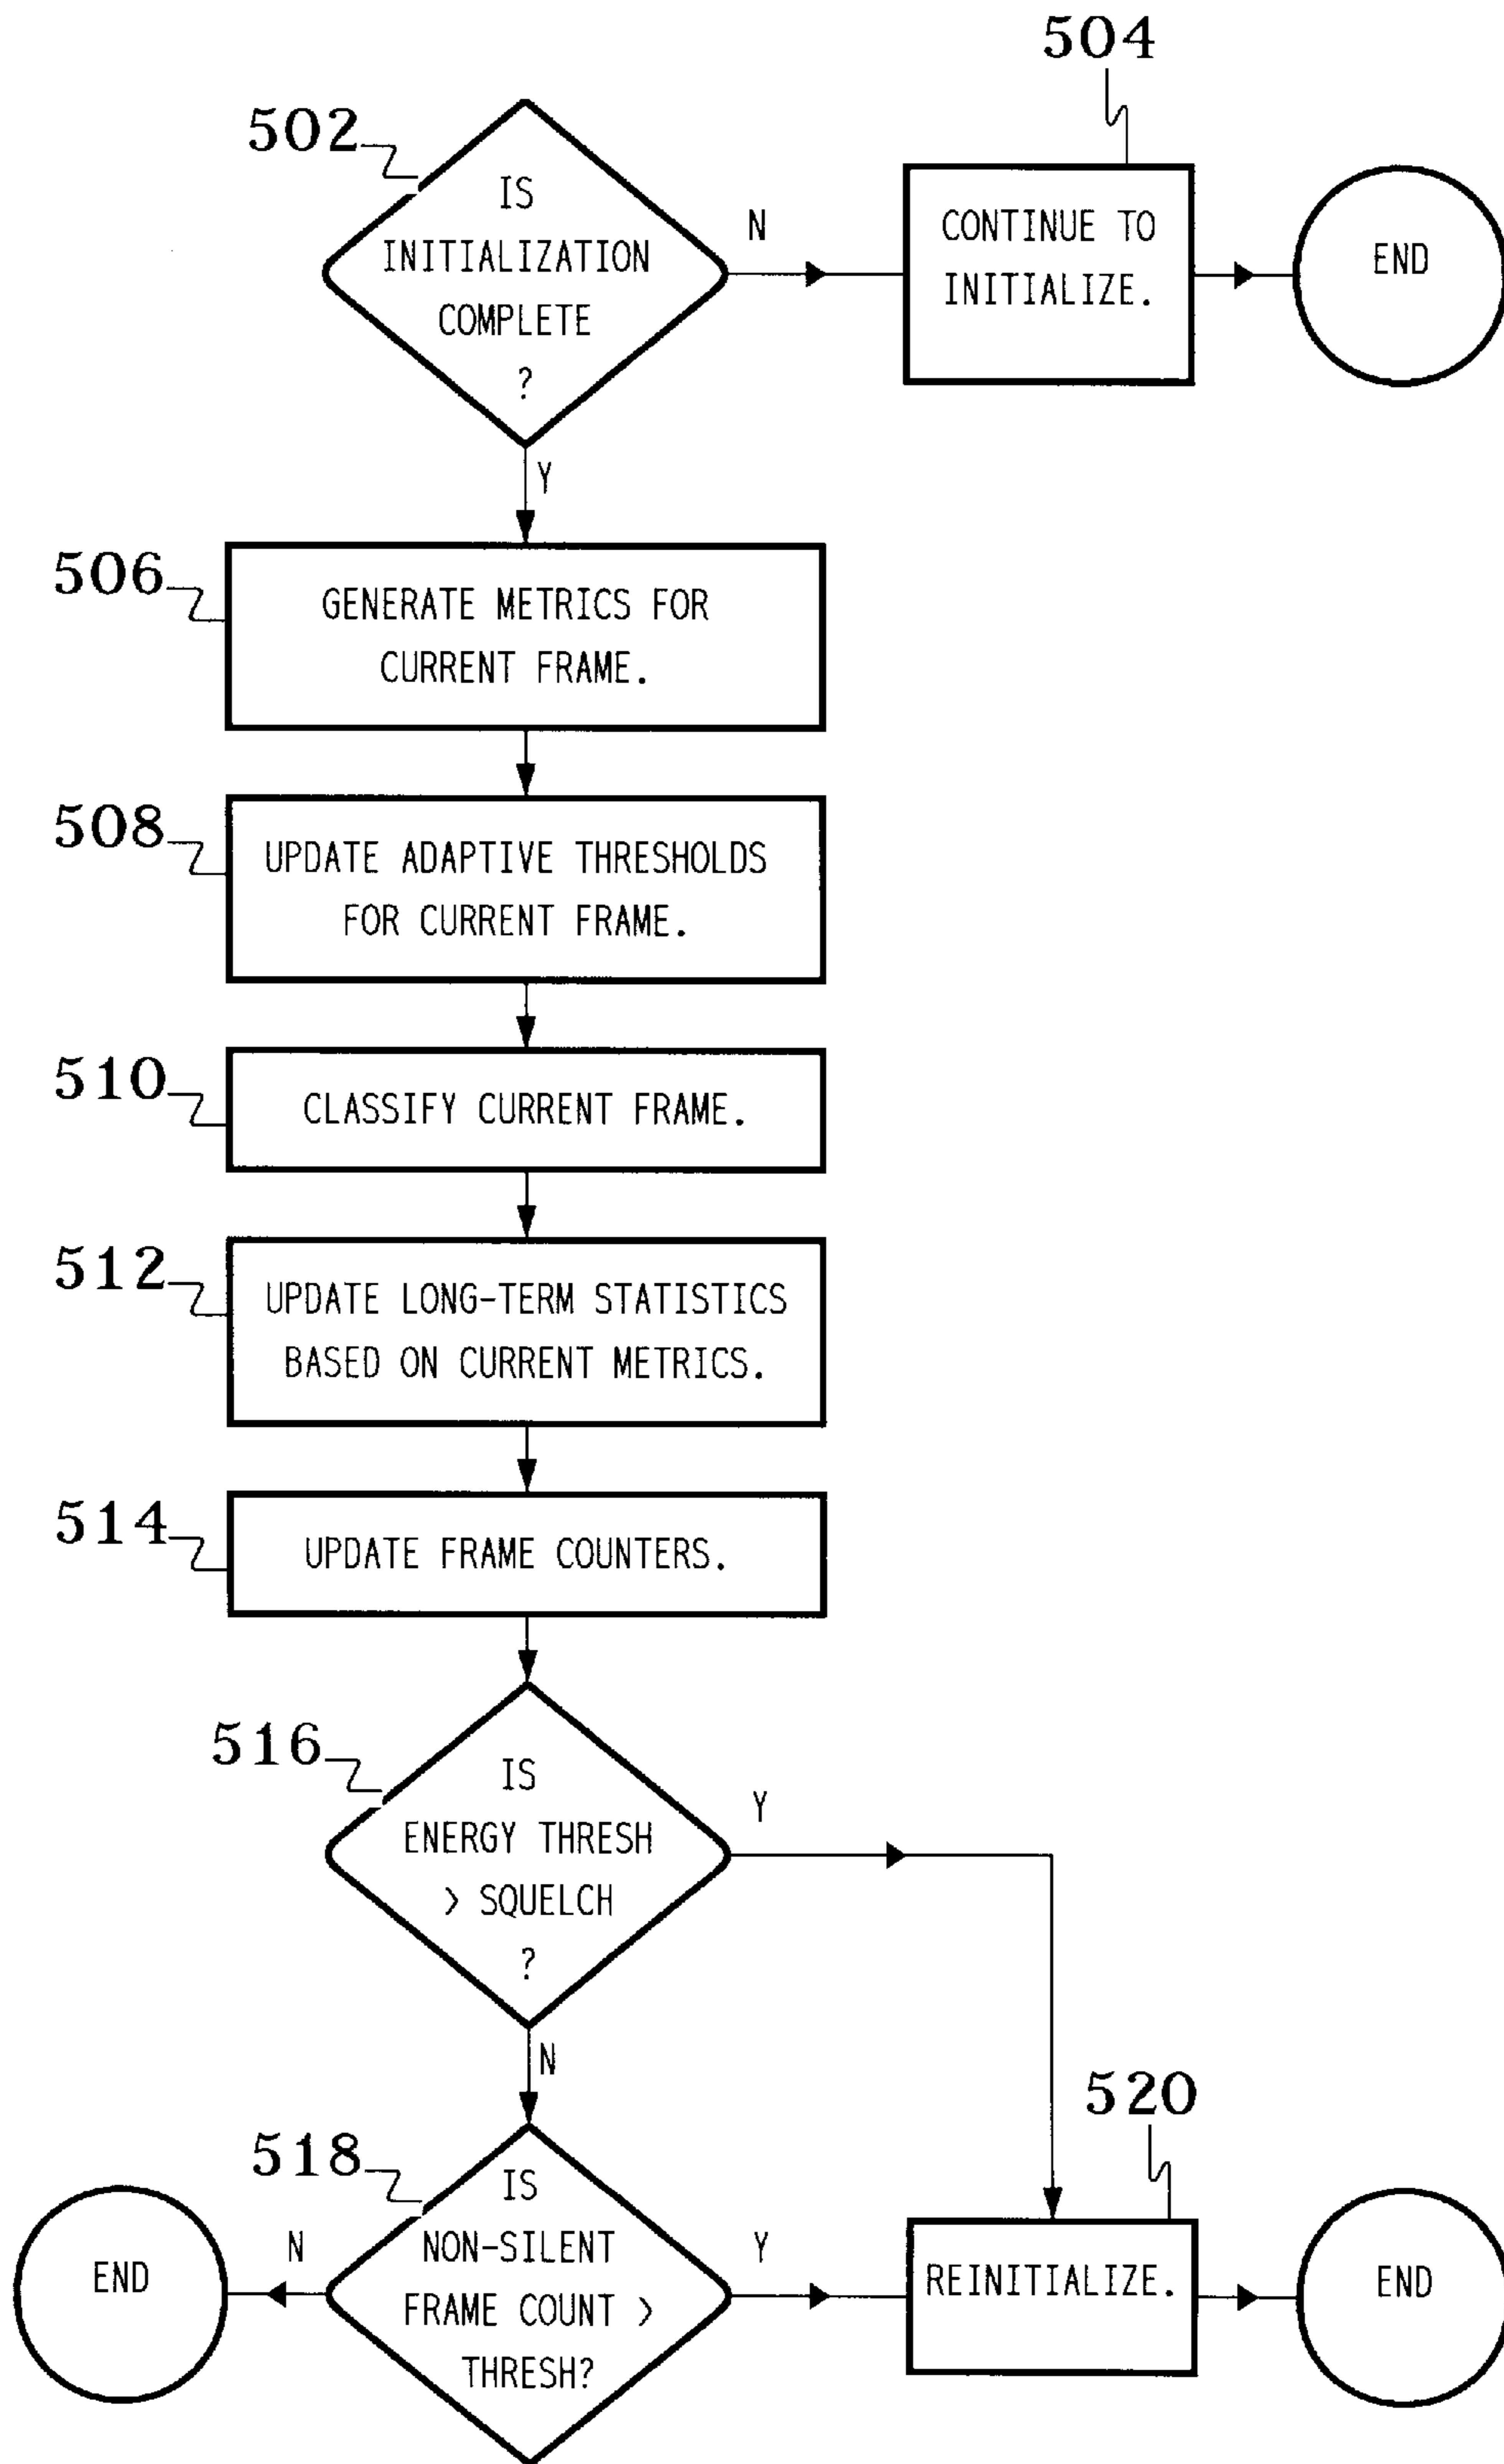 504
502
IS
INITIALIZATION
COMPLETE
?
N
CONTINUE TO
INITIALIZE.
END
Y
506
GENERATE METRICS FOR
CURRENT FRAME.
508
UPDATE ADAPTIVE THRESHOLDS
FOR CURRENT FRAME.
510
CLASSIFY CURRENT FRAME.
512
UPDATE LONG-TERM STATISTICS
BASED ON CURRENT METRICS.
514
UPDATE FRAME COUNTERS.
516
IS
ENERGY THRESH
> SQUELCH
?
Y
N
520
518
IS
NON-SILENT
FRAME COUNT >
THRESH?
N
END
Y
REINITIALIZE.
END